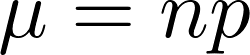 μ = np